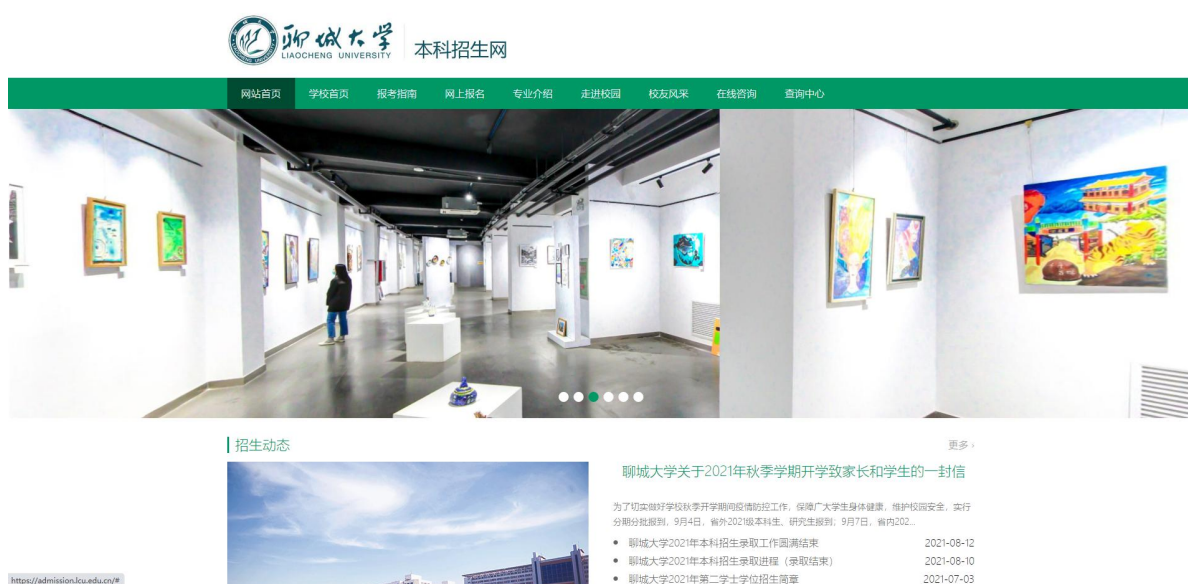 聊城大学
LIAOCHENG UNIVERSITY
本科招生网
网站首页 学校首页 报考指南 网上报名 专业介绍 走进校园 校友风采 在线咨询 查询中心
招生动态
更多 ›
聊城大学关于2021年秋季学期开学致家长和学生的一封信
为了切实做好学校秋季开学期间疫情防控工作，保障广大学生身体健康，维护校园安全，实行
分期分批报到，9月4日，省外2021级本科生、研究生报到；9月7日，省内202...
聊城大学2021年本科招生录取工作圆满结束 2021-08-12
聊城大学2021年本科招生录取进程（录取结束） 2021-08-10
聊城大学2021年第二学士学位招生简章 2021-07-03
https://admission.lcu.edu.cn/#